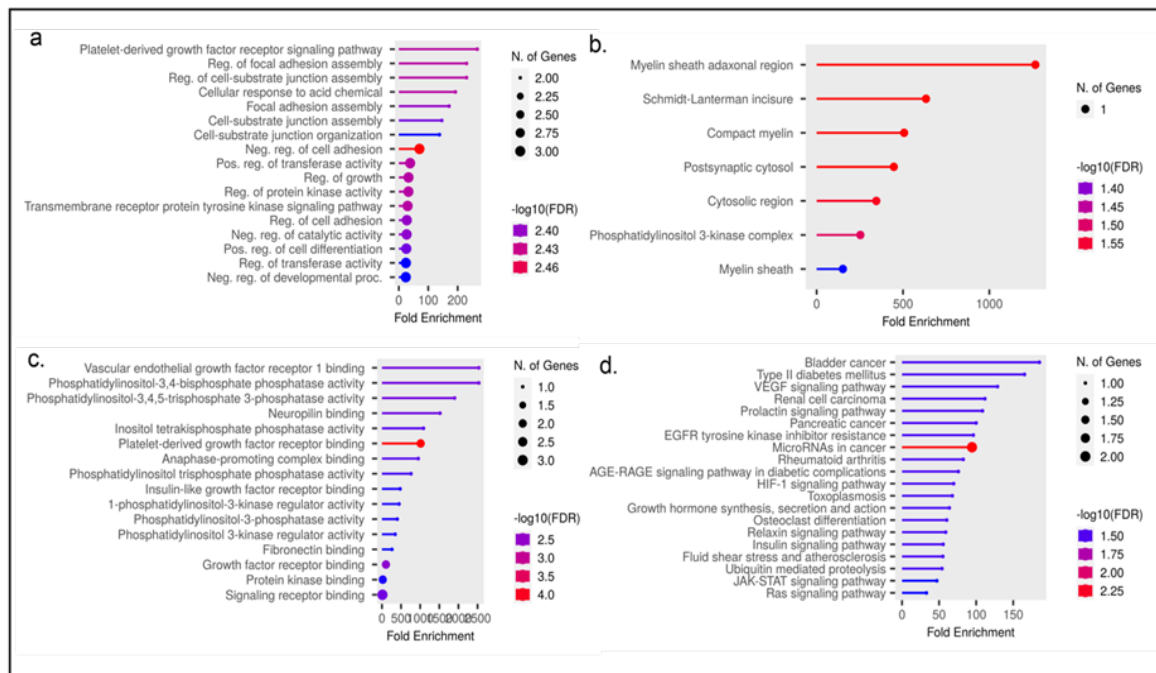 a
Platelet-derived growth factor receptor signaling pathway
Reg. of focal adhesion assembly
Reg. of cell-substrate junction assembly
Cellular response to acid chemical
Focal adhesion assembly
Cell-substrate junction assembly
Cell-substrate junction organization
Neg. reg. of cell adhesion
Pos. reg. of transferase activity
Reg. of growth
Reg. of protein kinase activity
Transmembrane receptor protein tyrosine kinase signaling pathway
Reg. of cell adhesion
Neg. reg. of catalytic activity
Pos. reg. of cell differentiation
Reg. of transferase activity
Neg. reg. of developmental proc.
0 100 200
Fold Enrichment
N. of Genes
2.00
2.25
2.50
2.75
3.00
-log10(FDR)
2.40
2.43
2.46
b.
Myelin sheath adaxonal region
Schmidt-Lanterman incisure
Compact myelin
Postsynaptic cytosol
Cytosolic region
Phosphatidylinositol 3-kinase complex
Myelin sheath
0 500 1000
Fold Enrichment
N. of Genes
1
-log10(FDR)
1.40
1.45
1.50
1.55
c.
Vascular endothelial growth factor receptor 1 binding
Phosphatidylinositol-3,4-bisphosphate phosphatase activity
Phosphatidylinositol-3,4,5-trisphosphate 3-phosphatase activity
Neuropilin binding
Inositol tetrakisphosphate phosphatase activity
Platelet-derived growth factor receptor binding
Anaphase-promoting complex binding
Phosphatidylinositol trisphosphate phosphatase activity
Insulin-like growth factor receptor binding
1-phosphatidylinositol-3-kinase regulator activity
Phosphatidylinositol-3-phosphatase activity
Phosphatidylinositol 3-kinase regulator activity
Fibronectin binding
Growth factor receptor binding
Protein kinase binding
Signaling receptor binding
0 500 1000 1500 2000 2500
Fold Enrichment
N. of Genes
1.0
1.5
2.0
2.5
3.0
-log10(FDR)
2.5
3.0
3.5
4.0
d.
Bladder cancer
Type II diabetes mellitus
VEGF signaling pathway
Renal cell carcinoma
Prolactin signaling pathway
Pancreatic cancer
EGFR tyrosine kinase inhibitor resistance
MicroRNAs in cancer
Rheumatoid arthritis
AGE-RAGE signaling pathway in diabetic complications
HIF-1 signaling pathway
Toxoplasmosis
Growth hormone synthesis, secretion and action
Osteoclast differentiation
Relaxin signaling pathway
Insulin signaling pathway
Fluid shear stress and atherosclerosis
Ubiquitin mediated proteolysis
JAK-STAT signaling pathway
Ras signaling pathway
0 50 100 150
Fold Enrichment
N. of Genes
1.00
1.25
1.50
1.75
2.00
-log10(FDR)
1.50
1.75
2.00
2.25